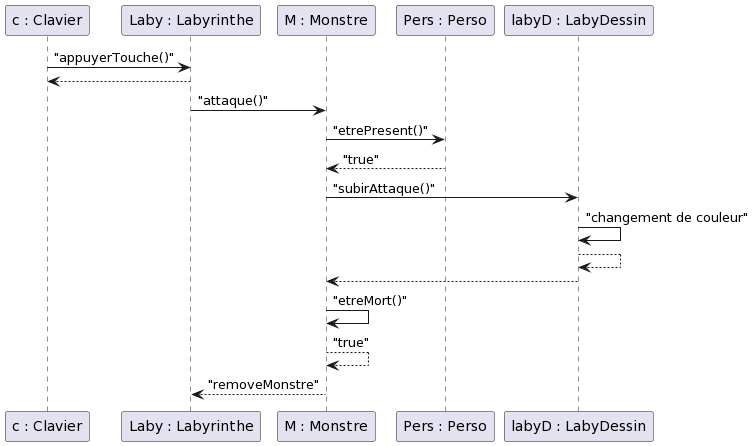 c : Clavier
Laby : Labyrinthe
M : Monstre
Pers : Perso
labyD : LabyDessin
"appuyerTouche()"
"attaque()"
"etrePresent()"
"true"
"subirAttaque()"
"changement de couleur"
"etreMort()"
"true"
"removeMonstre"
c : Clavier
Laby : Labyrinthe
M : Monstre
Pers : Perso
labyD : LabyDessin